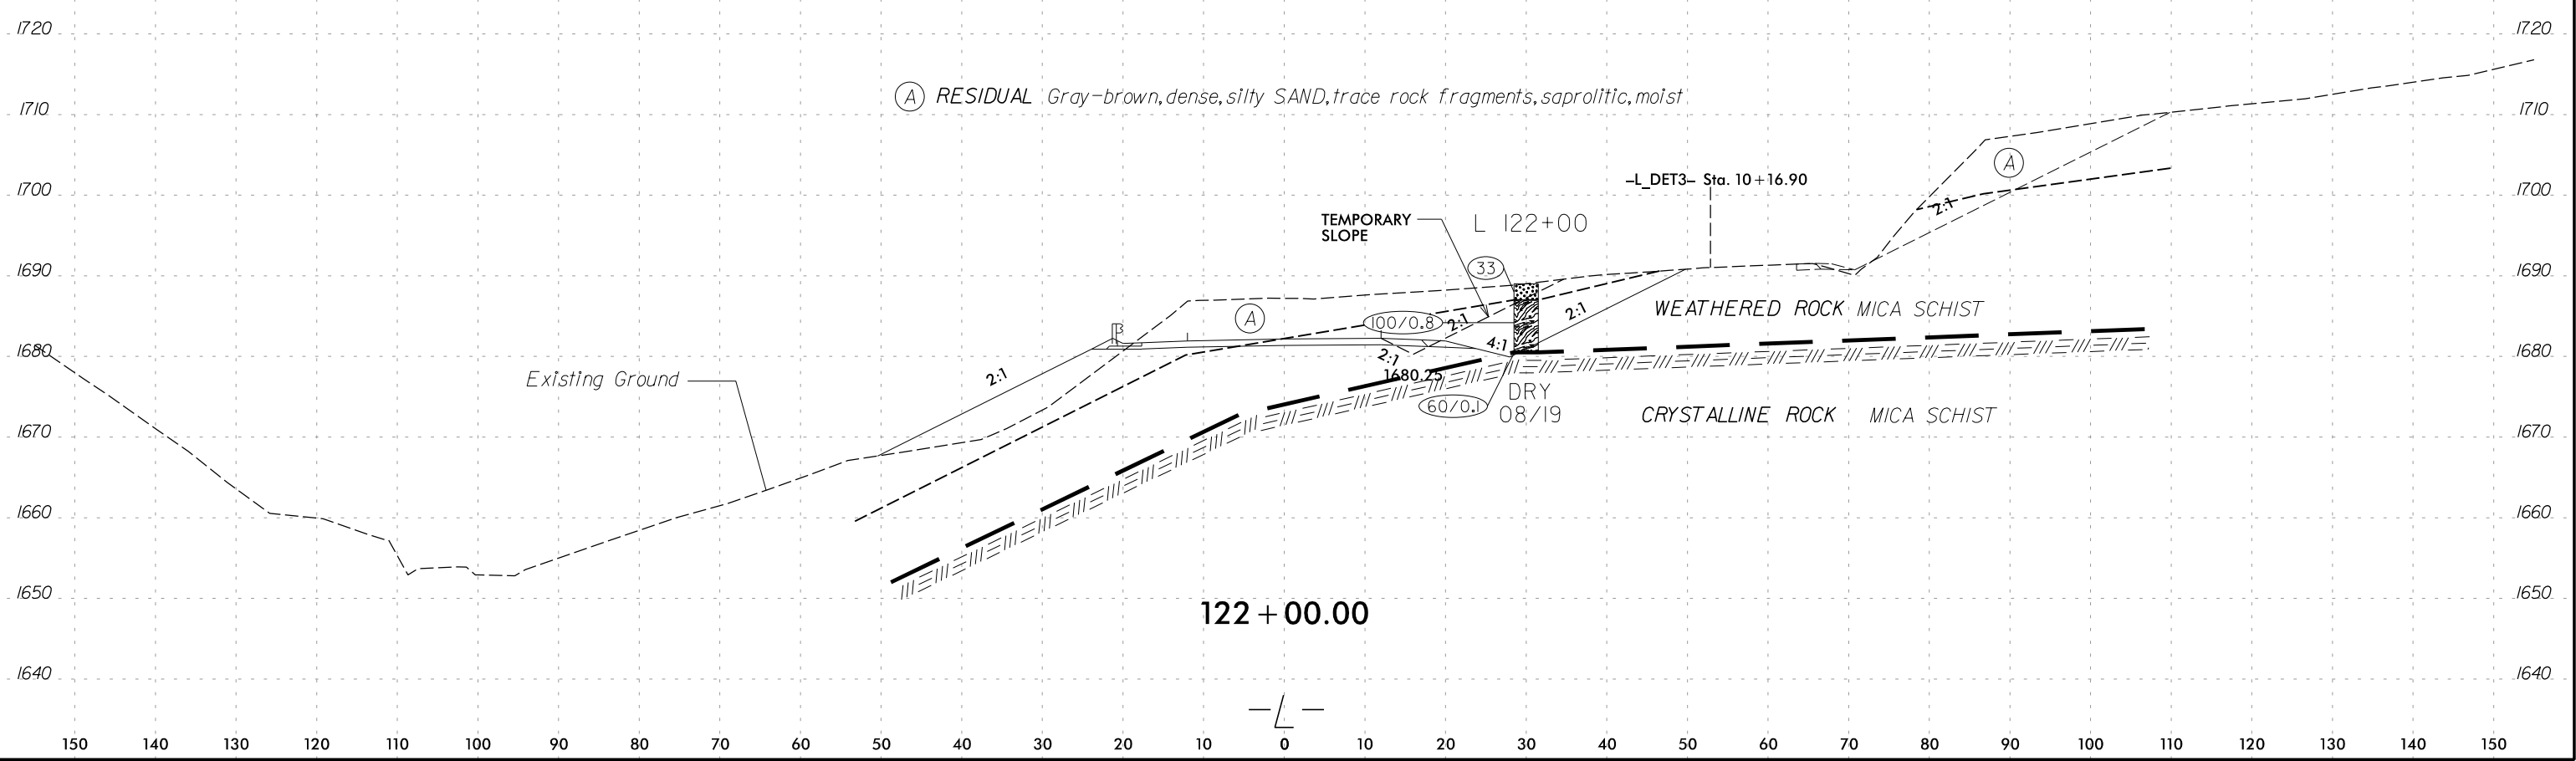 1720 1720
(A) RESIDUAL Gray-brown, dense, silty SAND, trace rock fragments, saprolitic, moist
1710 1710
A
-L_DET3- Sta. 10+16.90
1700 1700
2:1
TEMPORARY
SLOPE
L 122+00
33
1690 1690
WEATHERED ROCK MICA SCHIST
A
100/0.8
2:1
2:1
4:1
2:1
1680 1680
1680.25
2:1
Existing Ground
DRY
08/19
60/0.1
CRYSTALLINE ROCK MICA SCHIST
1670 1670
1660 1660
1650 1650
122+00.00
1640 1640
-L-
150 140 130 120 110 100 90 80 70 60 50 40 30 20 10 0 10 20 30 40 50 60 70 80 90 100 110 120 130 140 150